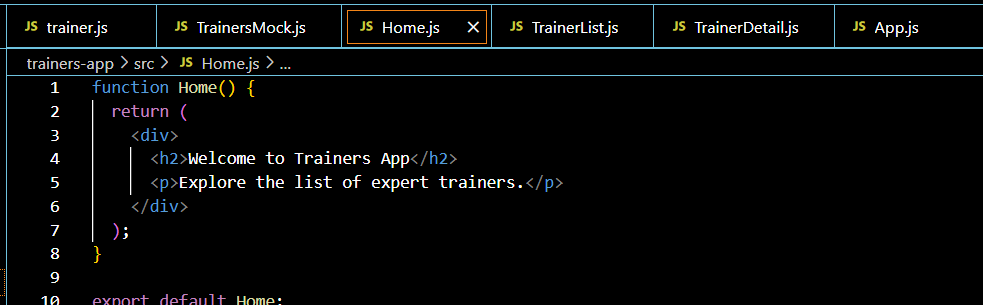 JS trainer.js JS TrainersMock.js JS Home.js × JS TrainerList.js JS TrainerDetail.js JS App.js
trainers-app > src > JS Home.js > ...
1 function Home() {
2 return (
3 <div>
4 <h2>Welcome to Trainers App</h2>
5 <p>Explore the list of expert trainers.</p>
6 </div>
7 );
8 }
9
10 export default Home;